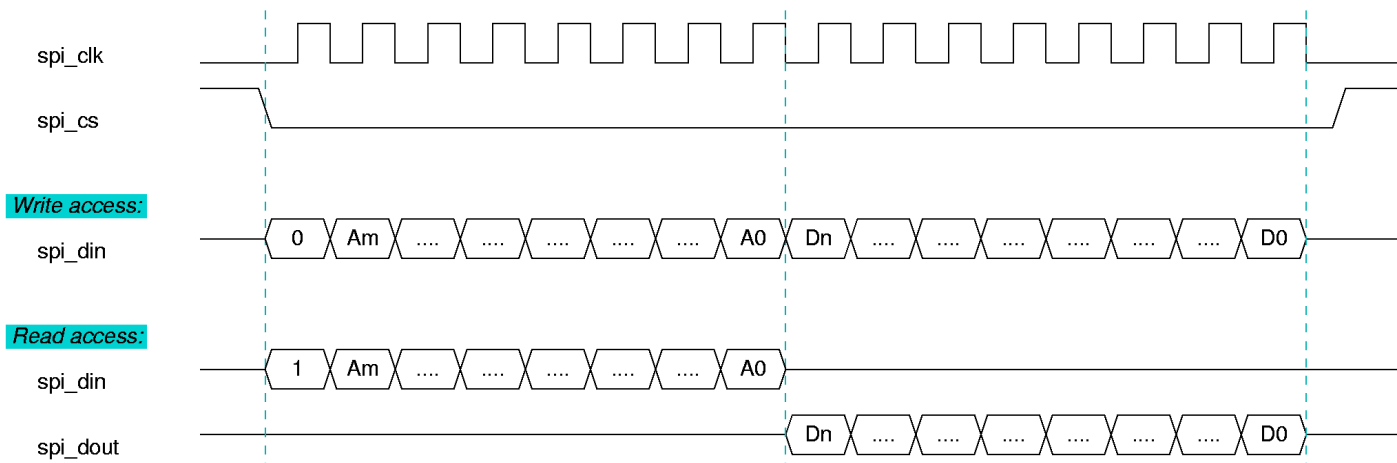 spi_clk
spi_cs
Write access:
spi_din 0 Am .... .... .... .... .... A0 Dn .... .... .... .... .... .... D0
Read access:
spi_din 1 Am .... .... .... .... .... A0
spi_dout Dn .... .... .... .... .... .... D0